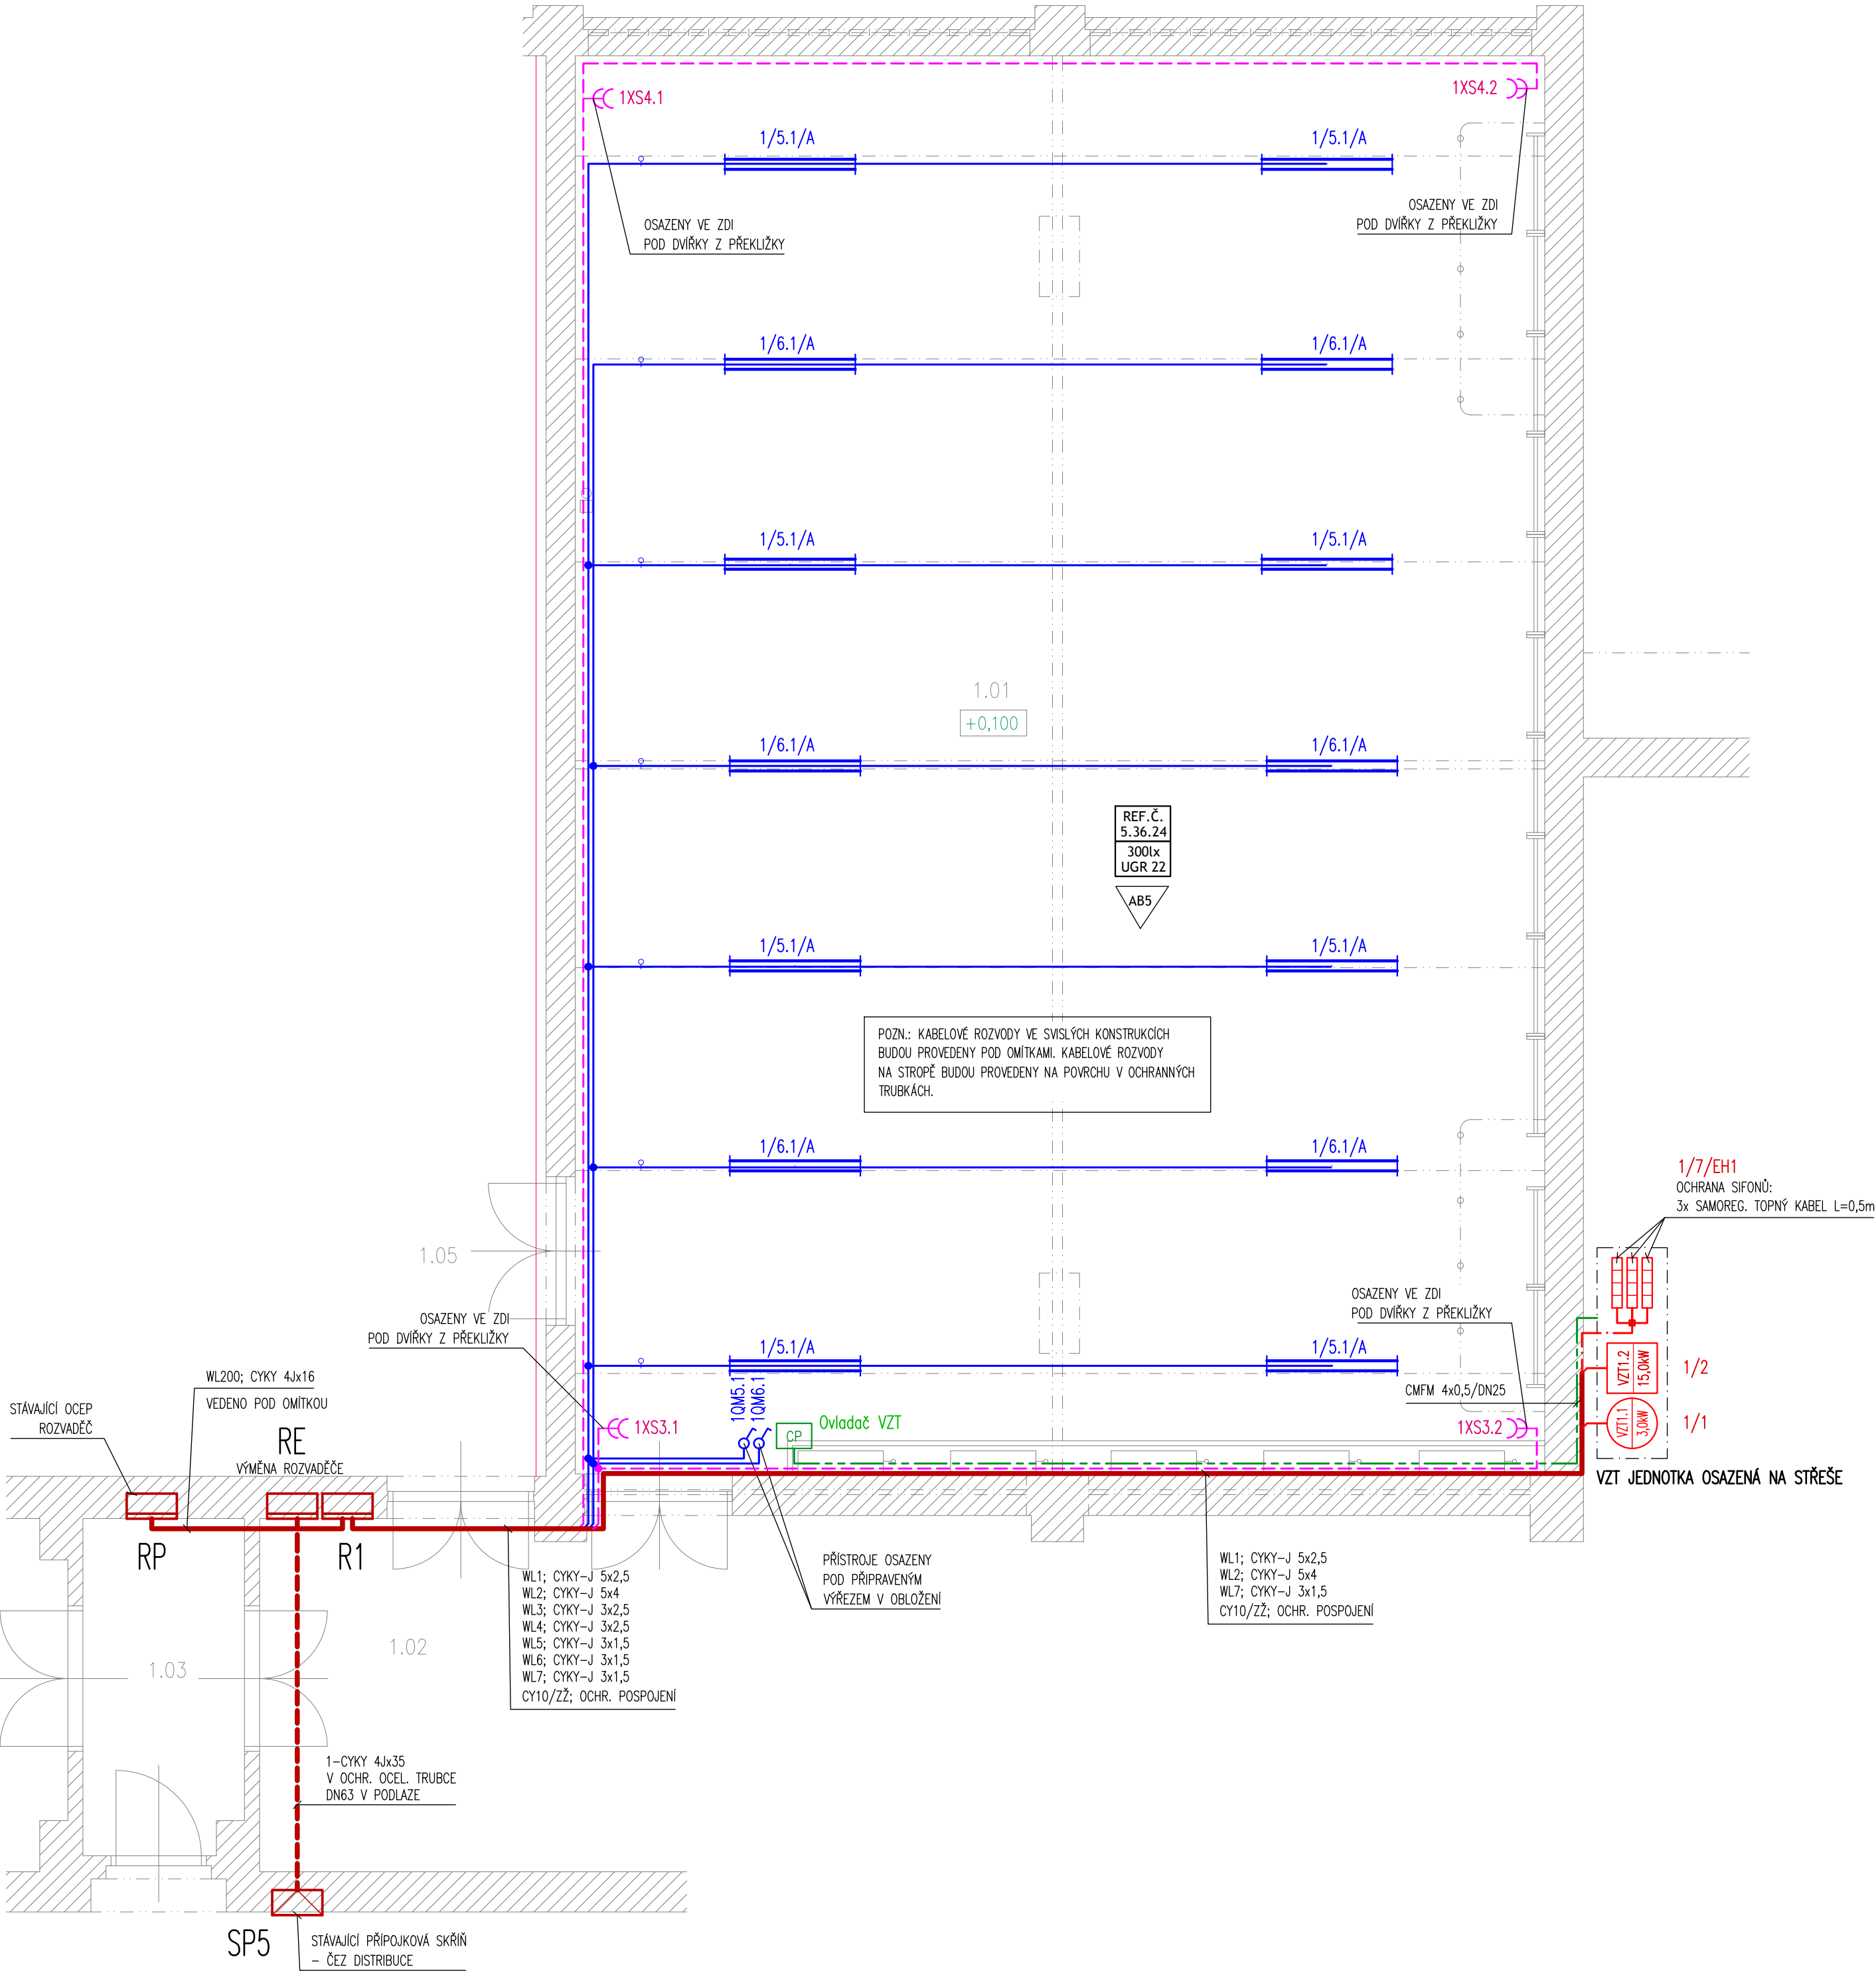 1XS4.1
1XS4.2
1/5.1/A
1/5.1/A
OSAZENY VE ZDI
POD DVÍŘKY Z PŘEKLIŽKY
OSAZENY VE ZDI
POD DVÍŘKY Z PŘEKLIŽKY
1/6.1/A
1/6.1/A
1/5.1/A
1/5.1/A
1.01
+0,100
1/6.1/A
1/6.1/A
REF.Č.
5.36.24
300lx
UGR 22
AB5
1/5.1/A
1/5.1/A
POZN.: KABELOVÉ ROZVODY VE SVISLÝCH KONSTRUKCÍCH
BUDOU PROVEDENY POD OMÍTKAMI. KABELOVÉ ROZVODY
NA STROPĚ BUDOU PROVEDENY NA POVRCHU V OCHRANNÝCH
TRUBKÁCH.
1/6.1/A
1/6.1/A
1/7/EH1
OCHRANA SIFONŮ:
3x SAMOREG. TOPNÝ KABEL L=0,5m
1.05
OSAZENY VE ZDI
POD DVÍŘKY Z PŘEKLIŽKY
OSAZENY VE ZDI
POD DVÍŘKY Z PŘEKLIŽKY
1/5.1/A
1/5.1/A
VZT1.2
15,0kW
1/2
VZT1.1
3,0kW
1/1
CMFM 4x0,5/DN25
WL200; CYKY 4Jx16
VEDENO POD OMÍTKOU
STÁVAJÍCÍ OCEP
ROZVADĚČ
RE
VÝMĚNA ROZVADĚČE
1XS3.1
1QM5.1
1QM6.1
CP
Ovladač VZT
1XS3.2
VZT JEDNOTKA OSAZENÁ NA STŘEŠE
RP
R1
WL1; CYKY-J 5x2,5
WL2; CYKY-J 5x4
WL3; CYKY-J 3x2,5
WL4; CYKY-J 3x2,5
WL5; CYKY-J 3x1,5
WL6; CYKY-J 3x1,5
WL7; CYKY-J 3x1,5
CY10/ZŽ; OCHR. POSPOJENÍ
PŘÍSTROJE OSAZENY
POD PŘIPRAVENÝM
VÝŘEZEM V OBLOŽENÍ
WL1; CYKY-J 5x2,5
WL2; CYKY-J 5x4
WL7; CYKY-J 3x1,5
CY10/ZŽ; OCHR. POSPOJENÍ
1.02
1.03
1-CYKY 4Jx35
V OCHR. OCEL. TRUBCE
DN63 V PODLAZE
SP5
STÁVAJÍCÍ PŘÍPOJKOVÁ SKŘÍŇ
- ČEZ DISTRIBUCE